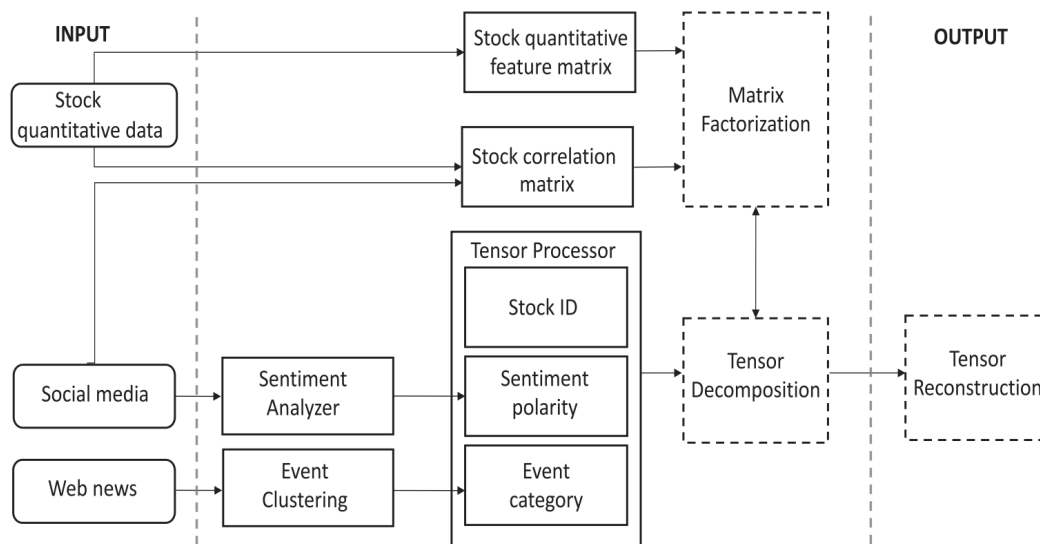 INPUT
OUTPUT
Stock quantitative
feature matrix
Matrix
Factorization
Stock
quantitative data
Stock correlation
matrix
Tensor Processor
Stock ID
Social media
Sentiment
Analyzer
Sentiment
polarity
Tensor
Decomposition
Tensor
Reconstruction
Web news
Event
Clustering
Event
category